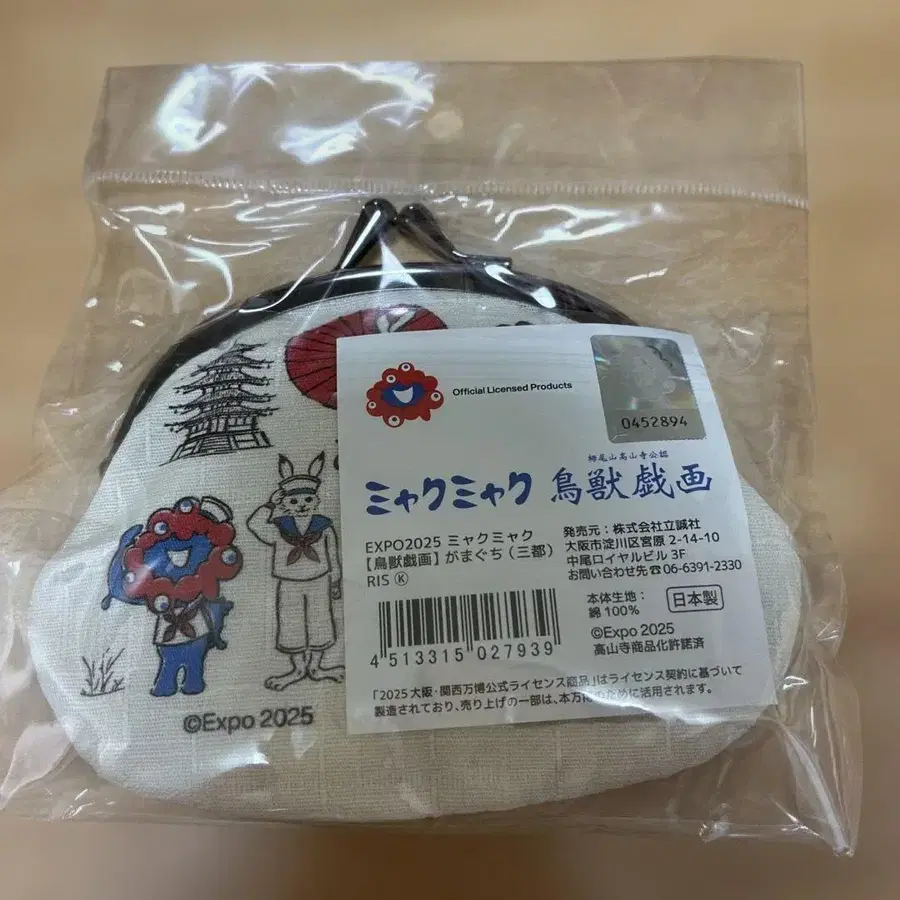 Official Licensed Products
0452894
栂尾山高山寺公認
ミャクミャク 鳥獣戯画
EXPO2025 ミャクミャク
【鳥獣戯画】がまぐち(三都)
RIS Ⓚ
発売元:株式会社立誠社
大阪市淀川区宮原2-14-10
中尾ロイヤルビル 3F
お問い合わせ先☎06-6391-2330
本体生地:
綿100%
日本製
©Expo 2025
高山寺商品化許諾済
4 513315 027939
「2025 大阪・関西万博公式ライセンス商品」はライセンス契約に基づいて
製造されており、売り上げの一部は、本万博のために活用されます。
©Expo 2025